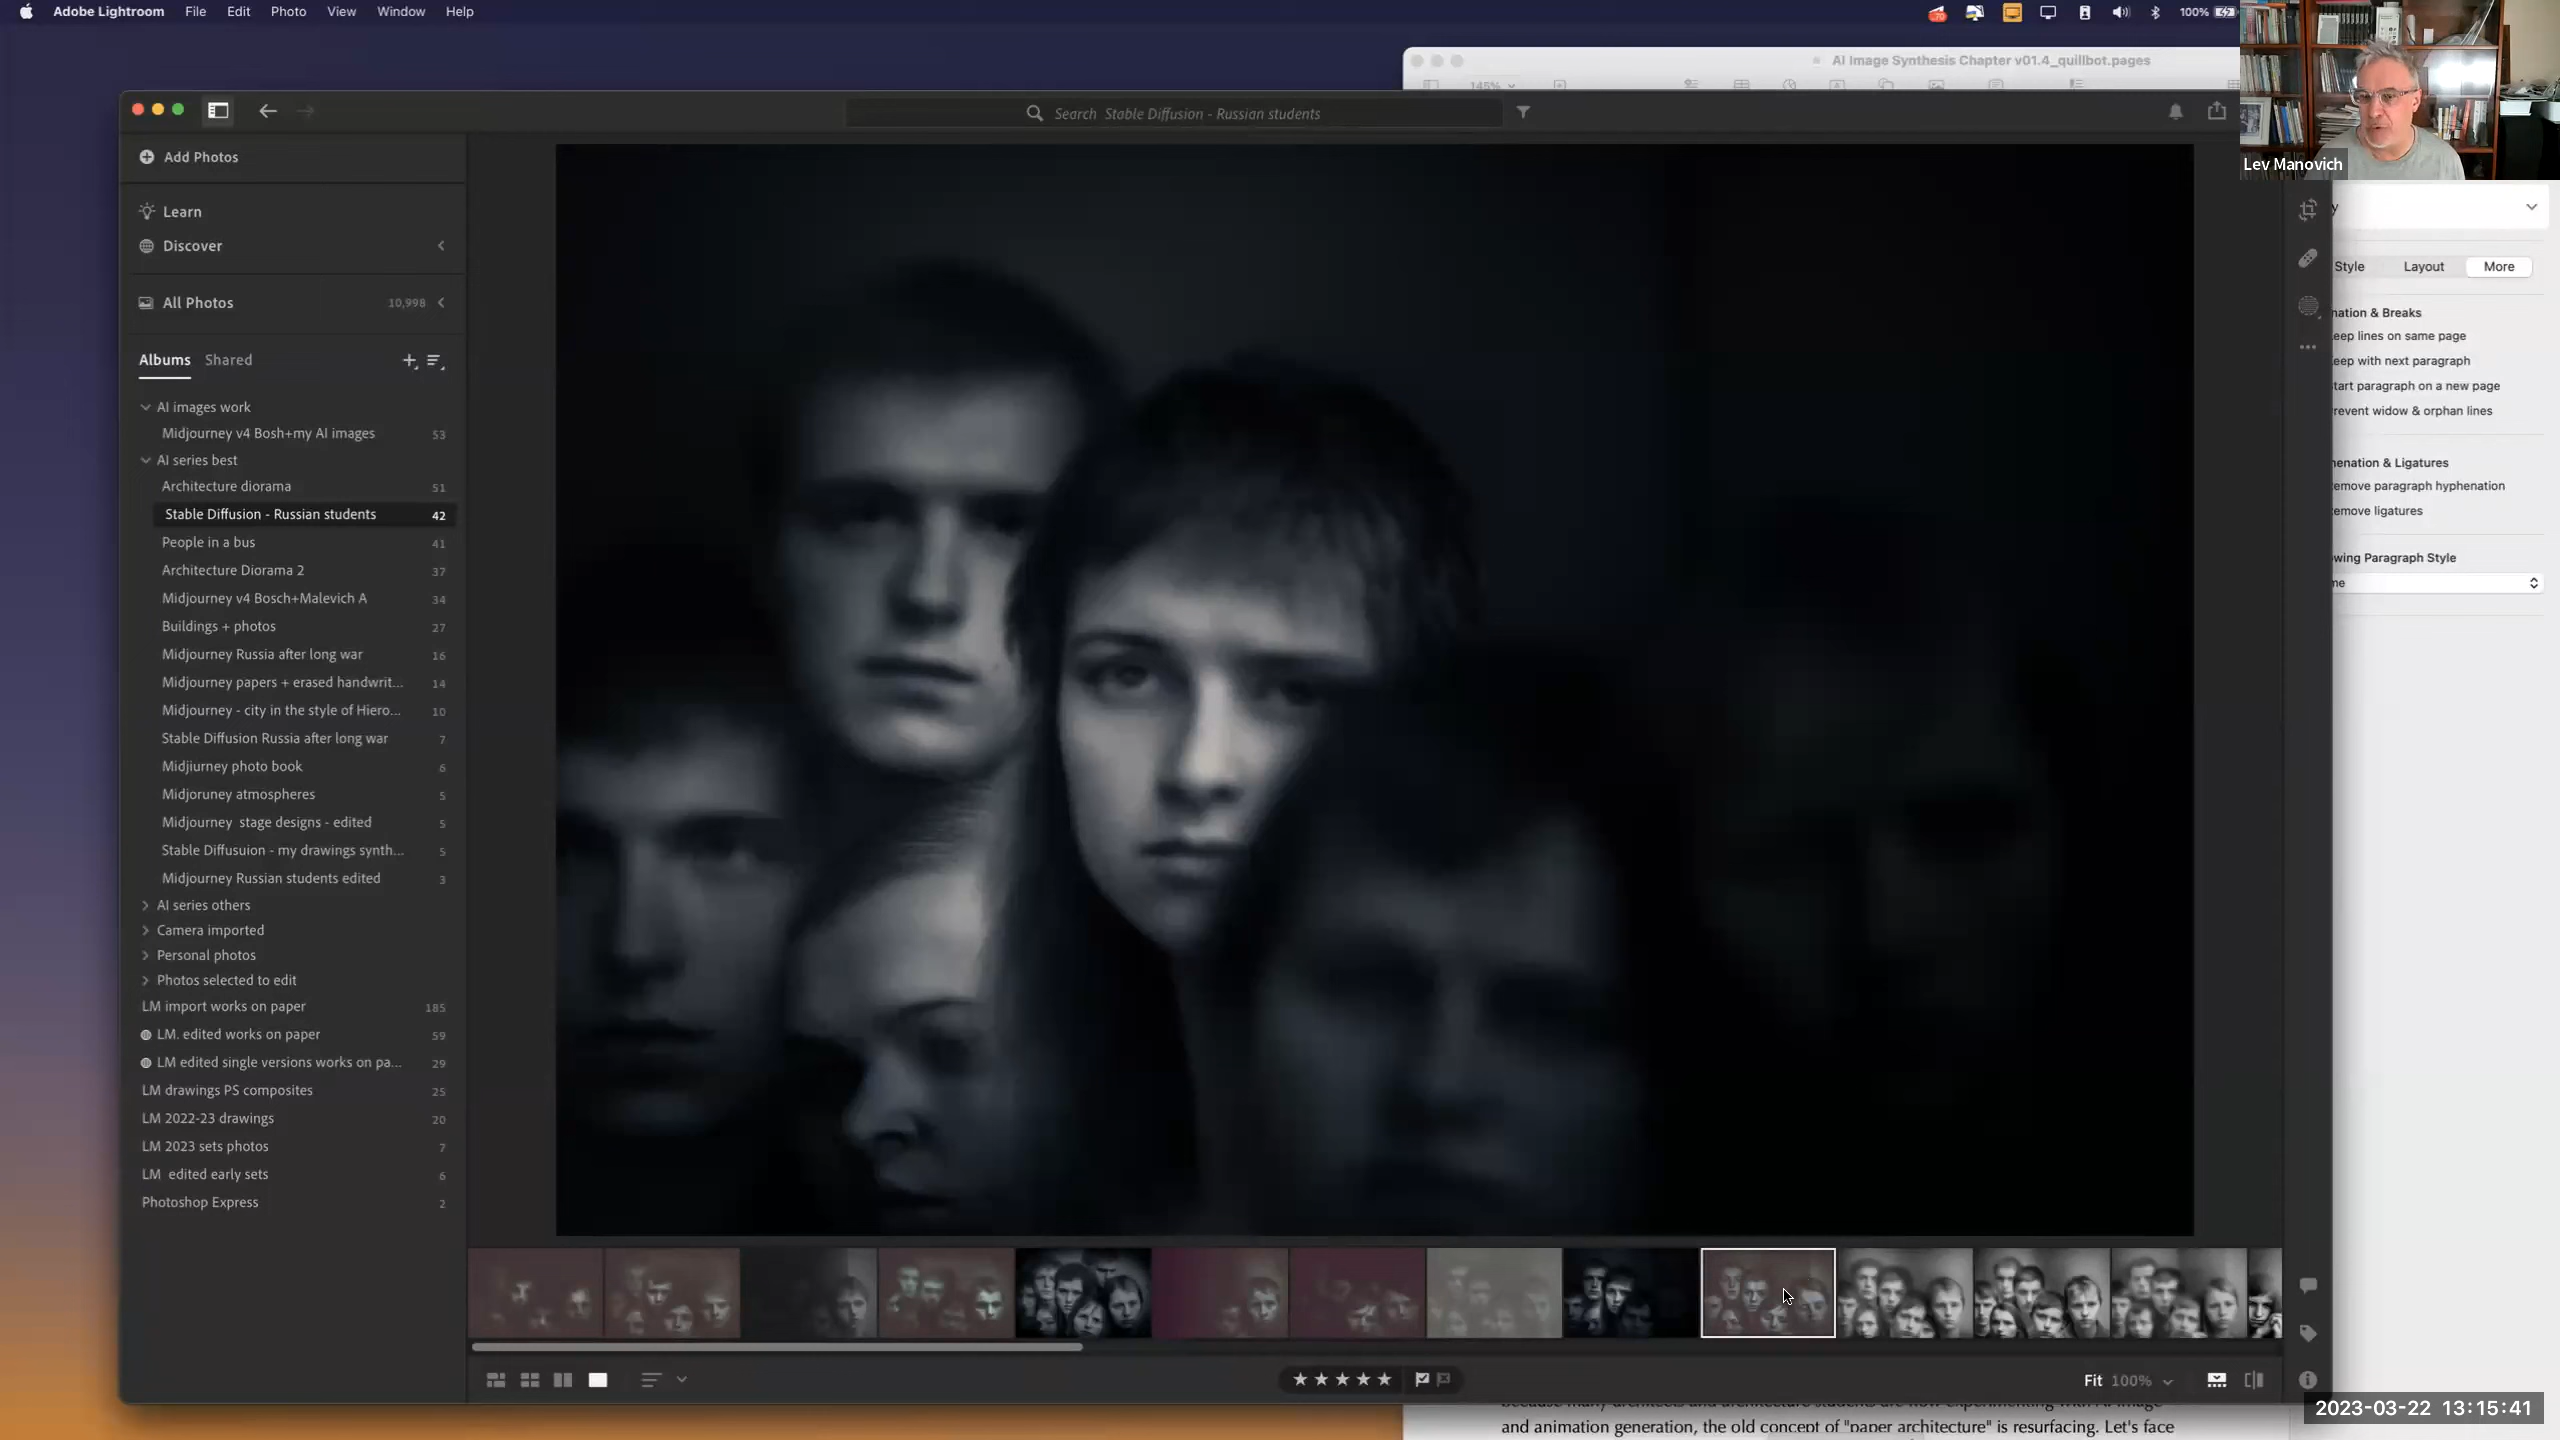 Adobe Lightroom File Edit Photo View Window Help
100%
AI Image Synthesis Chapter v01.4_quillbot.pages
145%
Search Stable Diffusion - Russian students
Lev Manovich
Add Photos
Learn
Discover
All Photos 10,998
Albums Shared
AI images work
Midjourney v4 Bosh+my AI images 53
AI series best
Architecture diorama 51
Stable Diffusion - Russian students 42
People in a bus 41
Architecture Diorama 2 37
Midjourney v4 Bosch+Malevich A 34
Buildings + photos 27
Midjourney Russia after long war 16
Midjourney papers + erased handwrit... 14
Midjourney - city in the style of Hiero... 10
Stable Diffusion Russia after long war 7
Midjiurney photo book 6
Midjoruney atmospheres 5
Midjourney stage designs - edited 5
Stable Diffusuion - my drawings synth... 5
Midjourney Russian students edited 3
AI series others
Camera imported
Personal photos
Photos selected to edit
LM import works on paper 185
LM. edited works on paper 59
LM edited single versions works on pa... 29
LM drawings PS composites 25
LM 2022-23 drawings 20
LM 2023 sets photos 7
LM edited early sets 6
Photoshop Express 2
y
Style Layout More
nation & Breaks
eep lines on same page
eep with next paragraph
tart paragraph on a new page
revent widow & orphan lines
henation & Ligatures
emove paragraph hyphenation
emove ligatures
owing Paragraph Style
ne
Fit 100%
2023-03-22 13:15:41
and animation generation, the old concept of "paper architecture" is resurfacing. Let's face